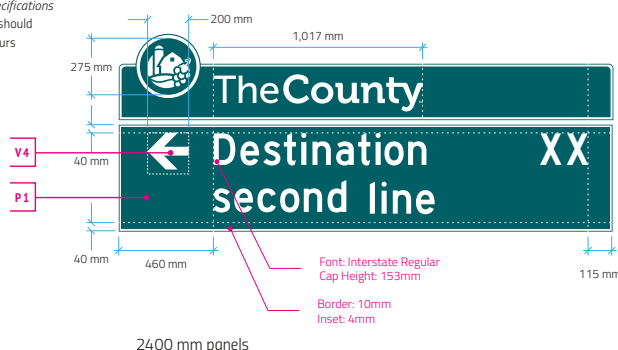 ecifications
should
urs
200 mm
1,017 mm
275 mm
TheCounty
V4
40 mm
Destination XX
second line
P1
40 mm
460 mm
115 mm
Font: Interstate Regular
Cap Height: 153mm
Border: 10mm
Inset: 4mm
2400 mm panels